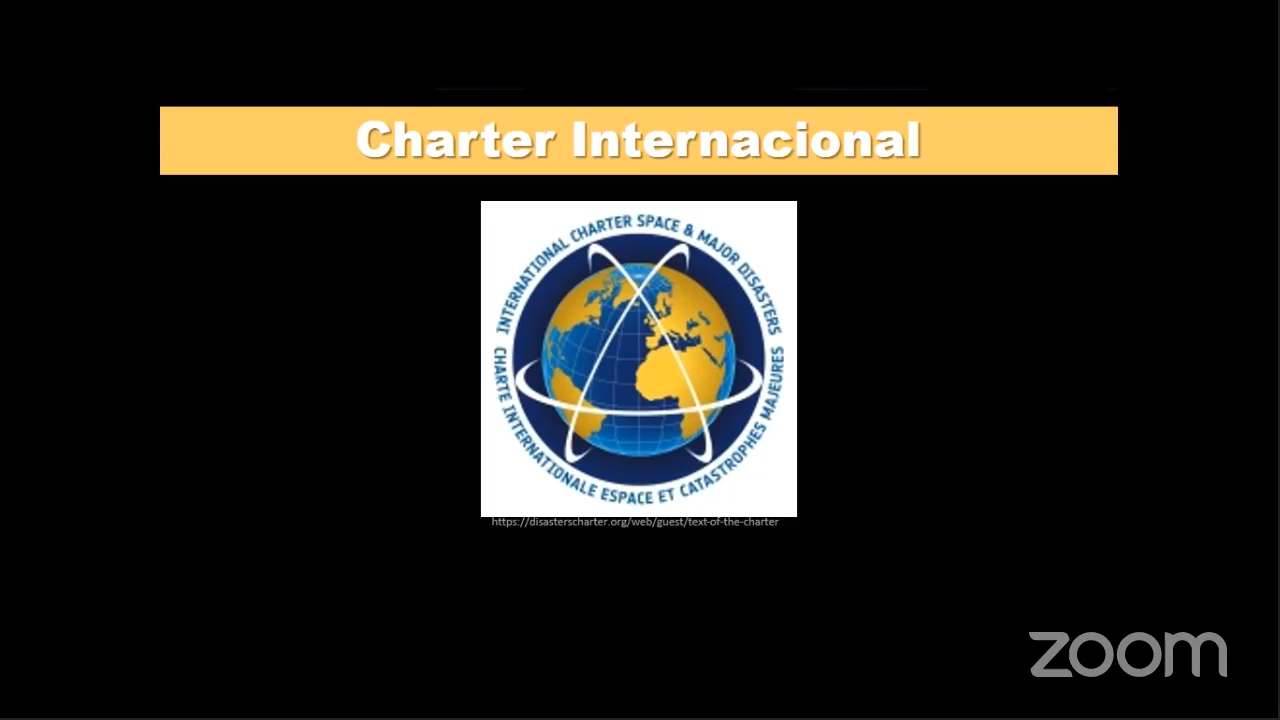 Charter Internacional
INTERNATIONAL CHARTER SPACE & MAJOR DISASTERS
CHARTE INTERNATIONALE ESPACE ET CATASTROPHES MAJEURES
https://disasterscharter.org/web/guest/text-of-the-charter
zoom